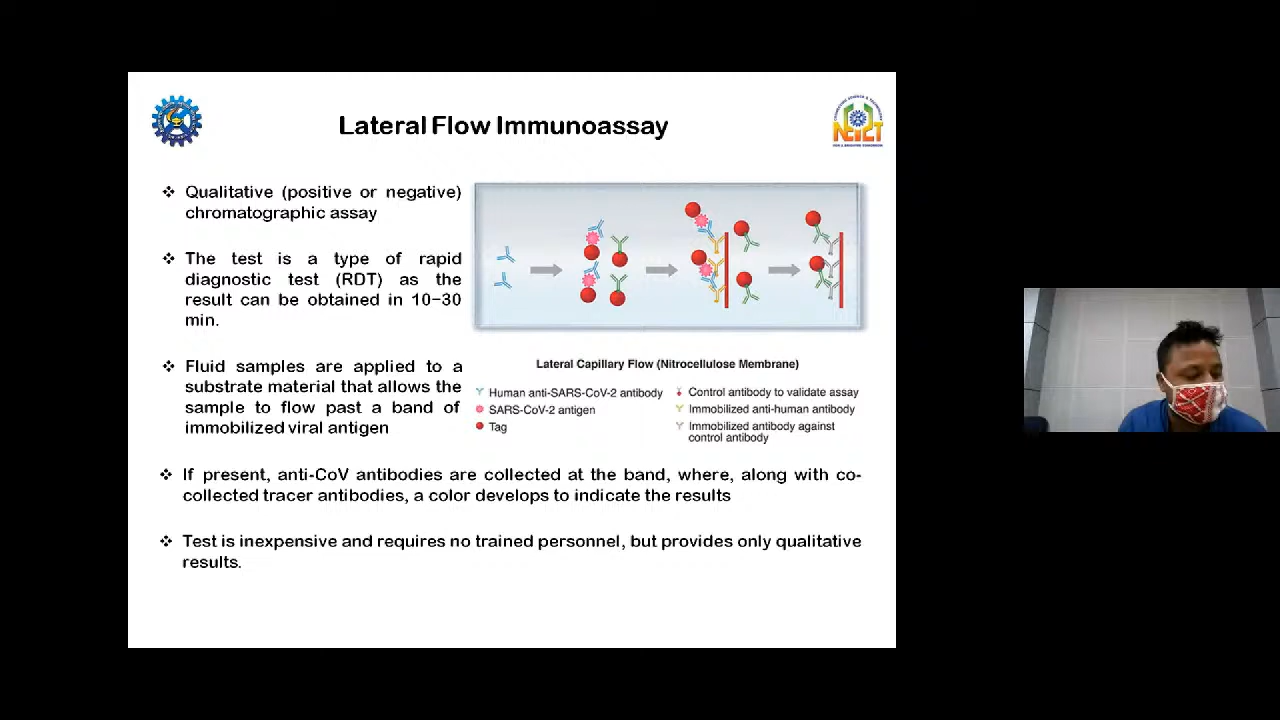 Lateral Flow Immunoassay
NEIST
Qualitative (positive or negative)
chromatographic assay
The test is a type of rapid
diagnostic test (RDT) as the
result can be obtained in 10–30
min.
Fluid samples are applied to a
substrate material that allows the
sample to flow past a band of
immobilized viral antigen
Lateral Capillary Flow (Nitrocellulose Membrane)
Human anti-SARS-CoV-2 antibody
SARS-CoV-2 antigen
Tag
Control antibody to validate assay
Immobilized anti-human antibody
Immobilized antibody against
control antibody
If present, anti-CoV antibodies are collected at the band, where, along with co-
collected tracer antibodies, a color develops to indicate the results
Test is inexpensive and requires no trained personnel, but provides only qualitative
results.